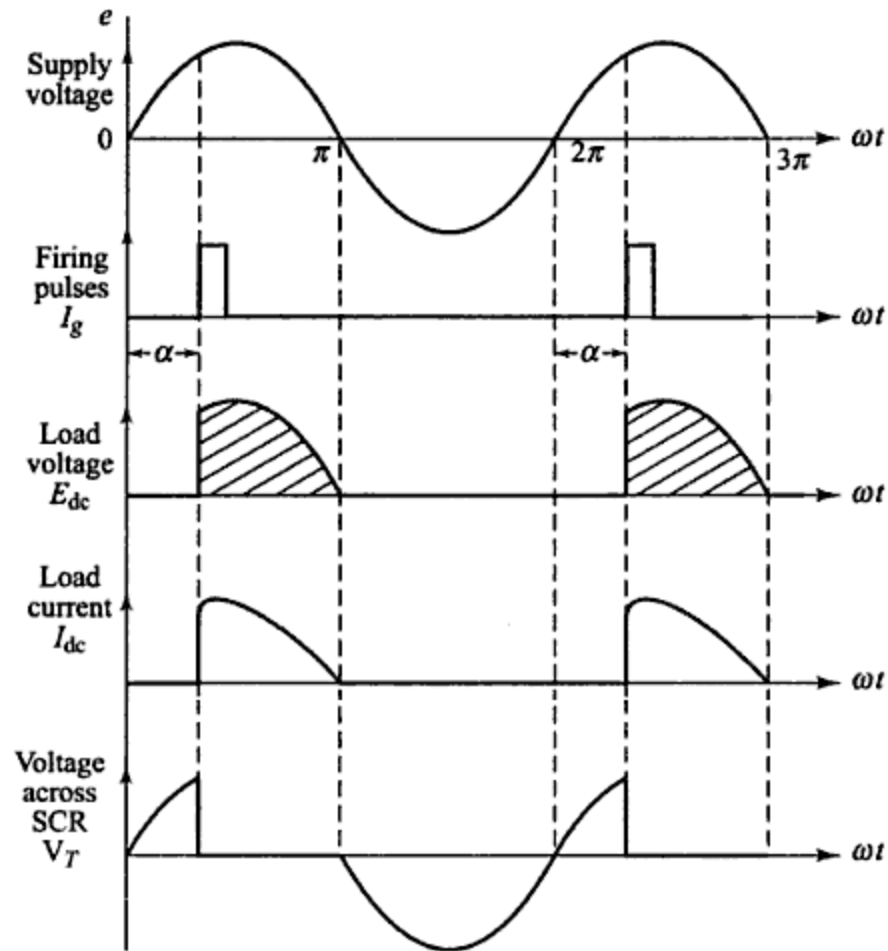 e
Supply
voltage
0
π
2π
3π
ωt
Firing
pulses
I_g
ωt
α
α
Load
voltage
E_dc
ωt
Load
current
I_dc
ωt
Voltage
across
SCR
V_T
ωt